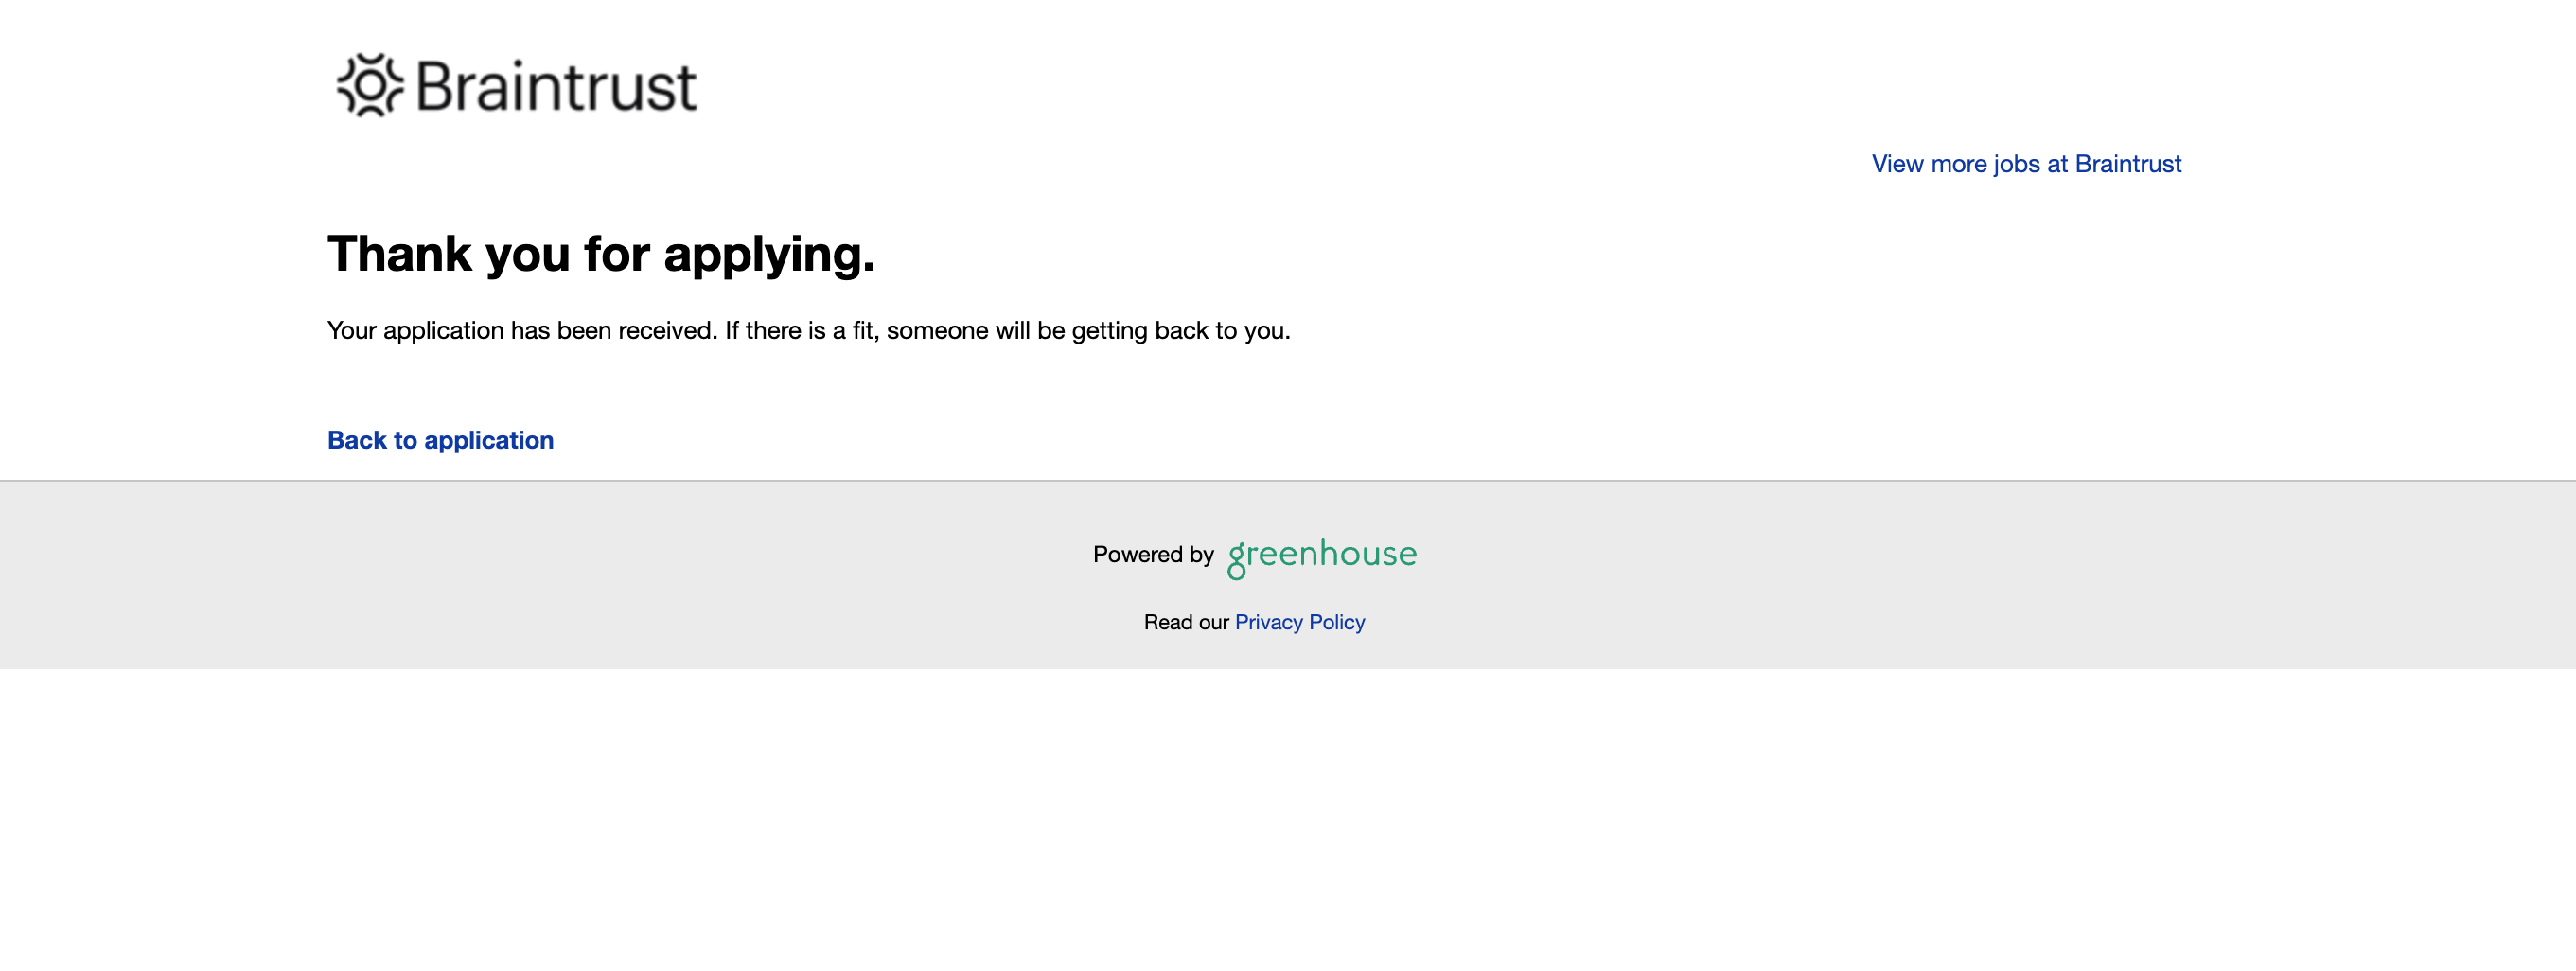 Braintrust
View more jobs at Braintrust
Thank you for applying.
Your application has been received. If there is a fit, someone will be getting back to you.
Back to application
Powered by greenhouse
Read our Privacy Policy